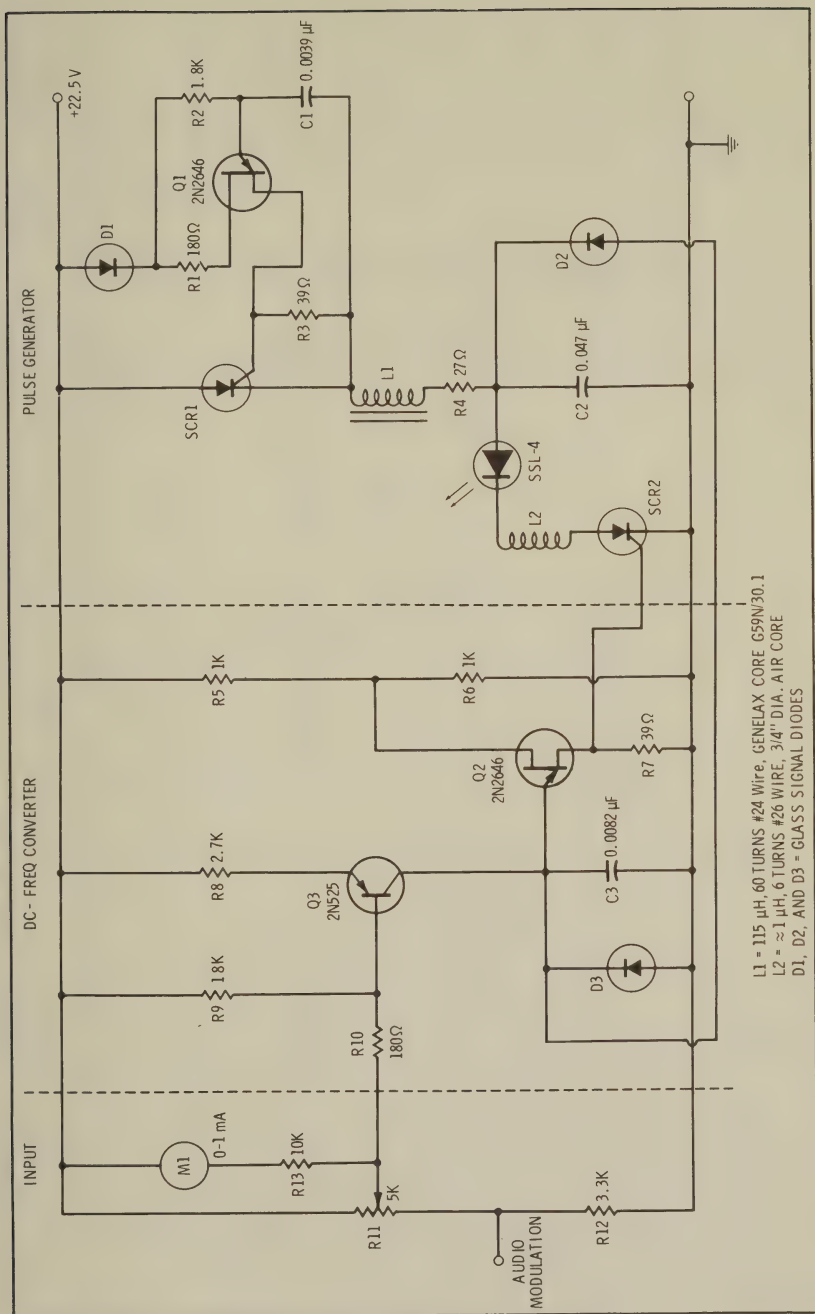 INPUT
DC - FREQ CONVERTER
PULSE GENERATOR
+22.5 V
M1
0-1 mA
R13 10K
R11
5K
AUDIO
MODULATION
R12 3.3K
R9 18K
R10
180Ω
R8 2.7K
Q3
2N525
D3
C3 0.0082 µF
R5 1K
R6 1K
Q2
2N2646
R7 39Ω
SCR1
D1
R1 180Ω
Q1
2N2646
R2 1.8K
C1 0.0039 µF
R3 39Ω
L1
R4 27Ω
SSL-4
L2
SCR2
C2 0.047 µF
D2
L1 = 115 µH, 60 TURNS #24 Wire, GENELAX CORE G59N/30.1
L2 = ≈ 1 µH, 6 TURNS #26 WIRE, 3/4" DIA. AIR CORE
D1, D2, AND D3 = GLASS SIGNAL DIODES